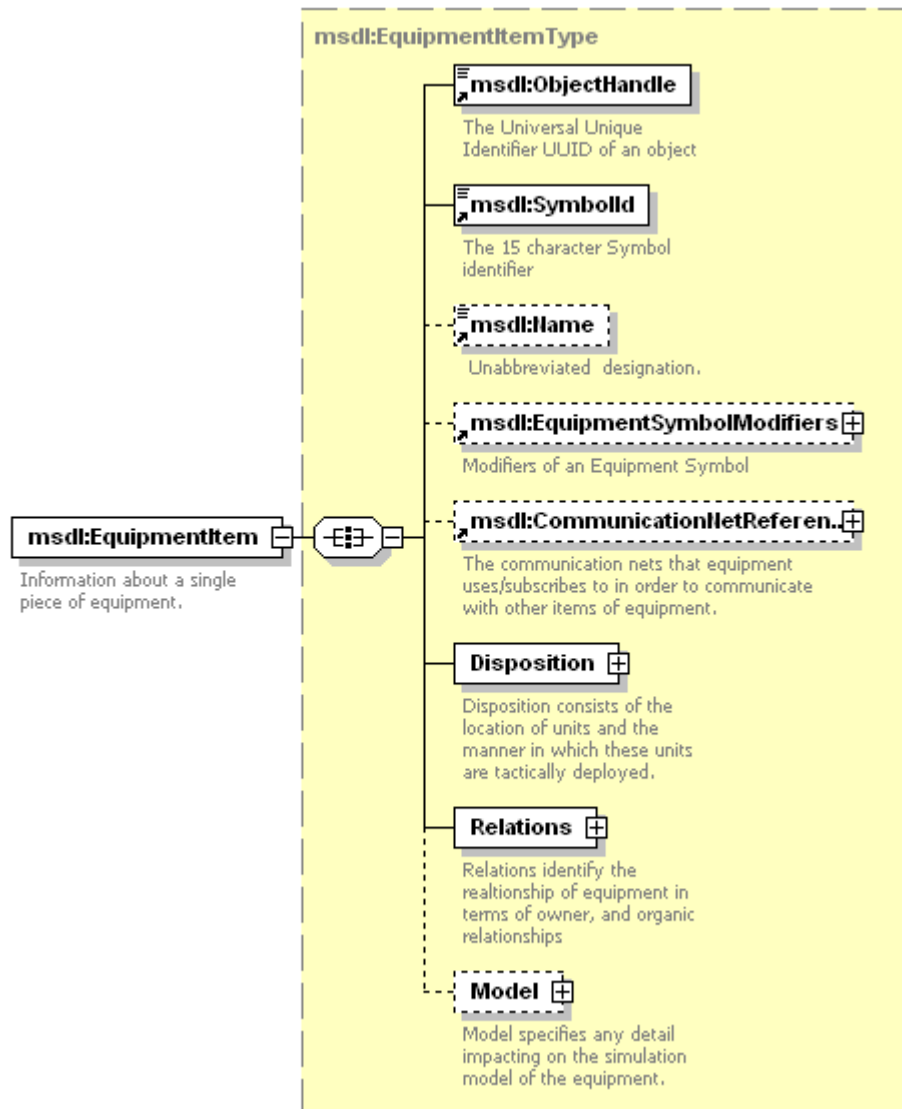 msdl:EquipmentItemType
msdl:ObjectHandle
The Universal Unique
Identifier UUID of an object
msdl:SymbolId
The 15 character Symbol
identifier
msdl:Name
Unabbreviated designation.
msdl:EquipmentSymbolModifiers
Modifiers of an Equipment Symbol
msdl:CommunicationNetReferen..
The communication nets that equipment
uses/subscribes to in order to communicate
with other items of equipment.
msdl:EquipmentItem
Information about a single
piece of equipment.
Disposition
Disposition consists of the
location of units and the
manner in which these units
are tactically deployed.
Relations
Relations identify the
realtionship of equipment in
terms of owner, and organic
relationships
Model
Model specifies any detail
impacting on the simulation
model of the equipment.